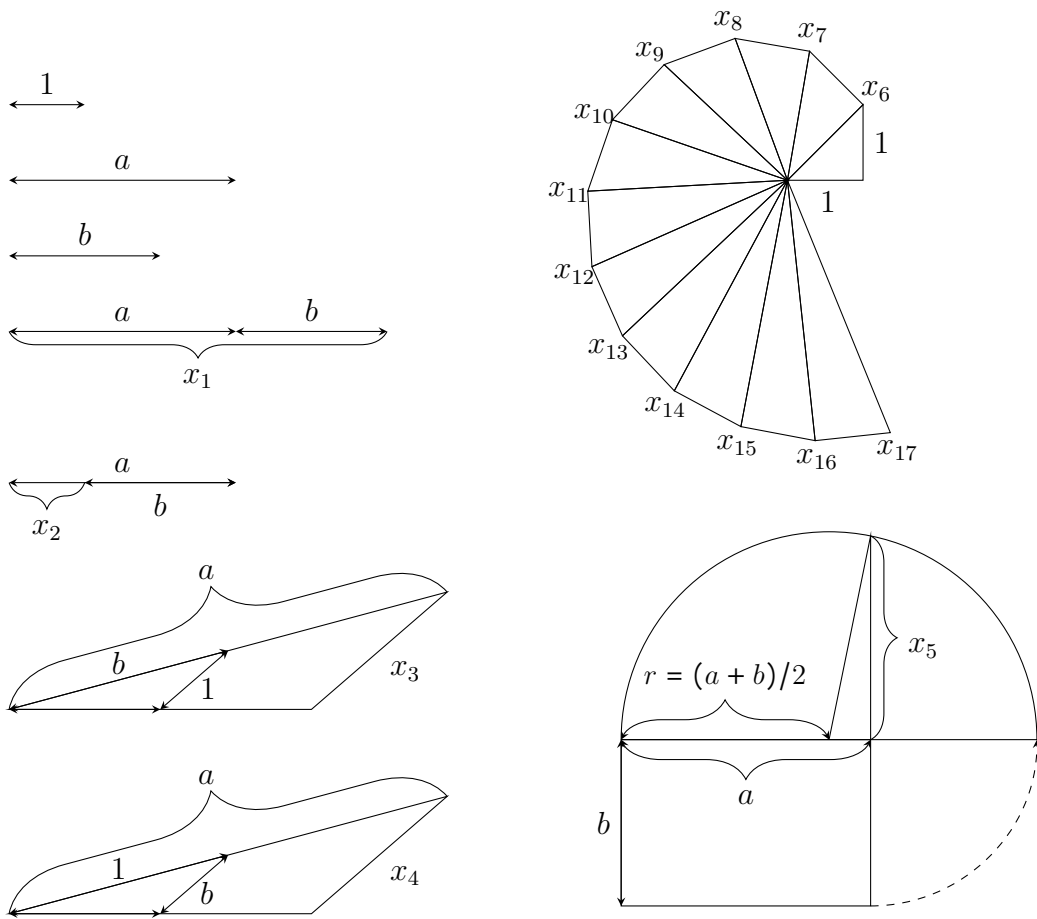 1
a
b
a b
x₁
a
b
x₂
a
b
1
x₃
a
1
b
x₄
x₆
x₇
x₈
x₉
x₁₀
x₁₁
x₁₂
x₁₃
x₁₄
x₁₅
x₁₆
x₁₇
1
1
r = (a + b)/2
x₅
a
b